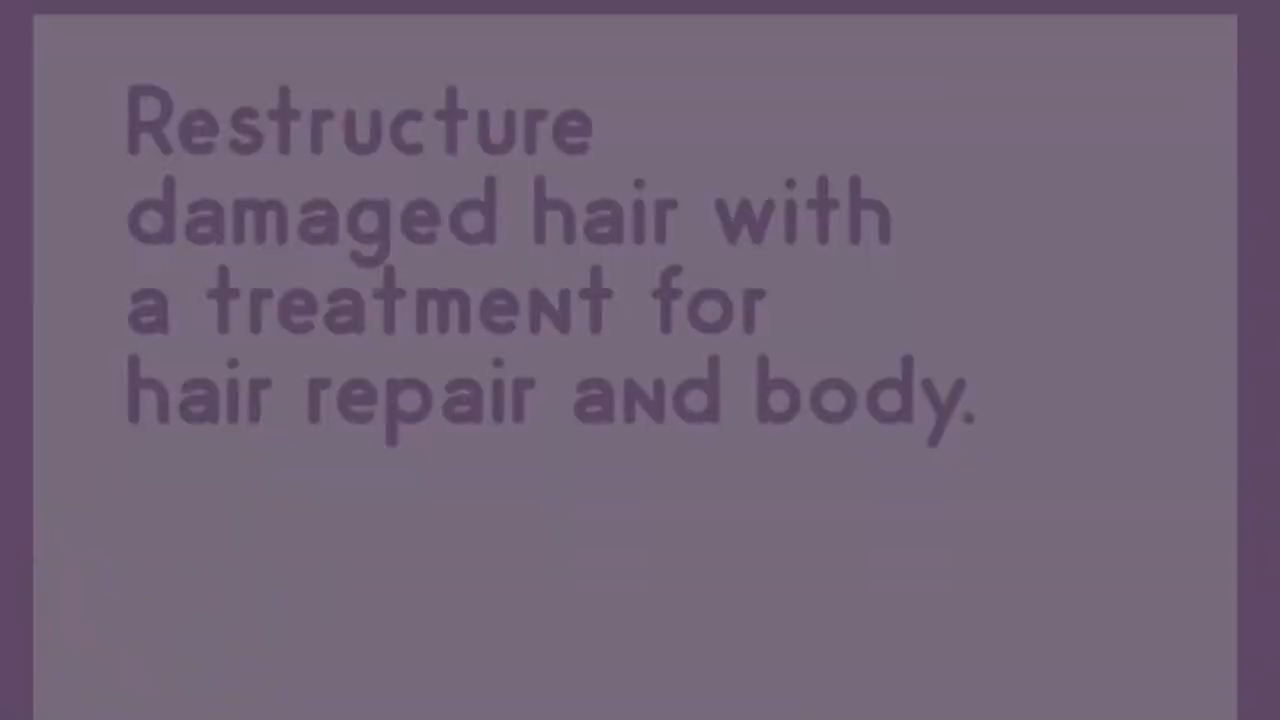 Restructure
damaged hair with
a treatment for
hair repair and body.